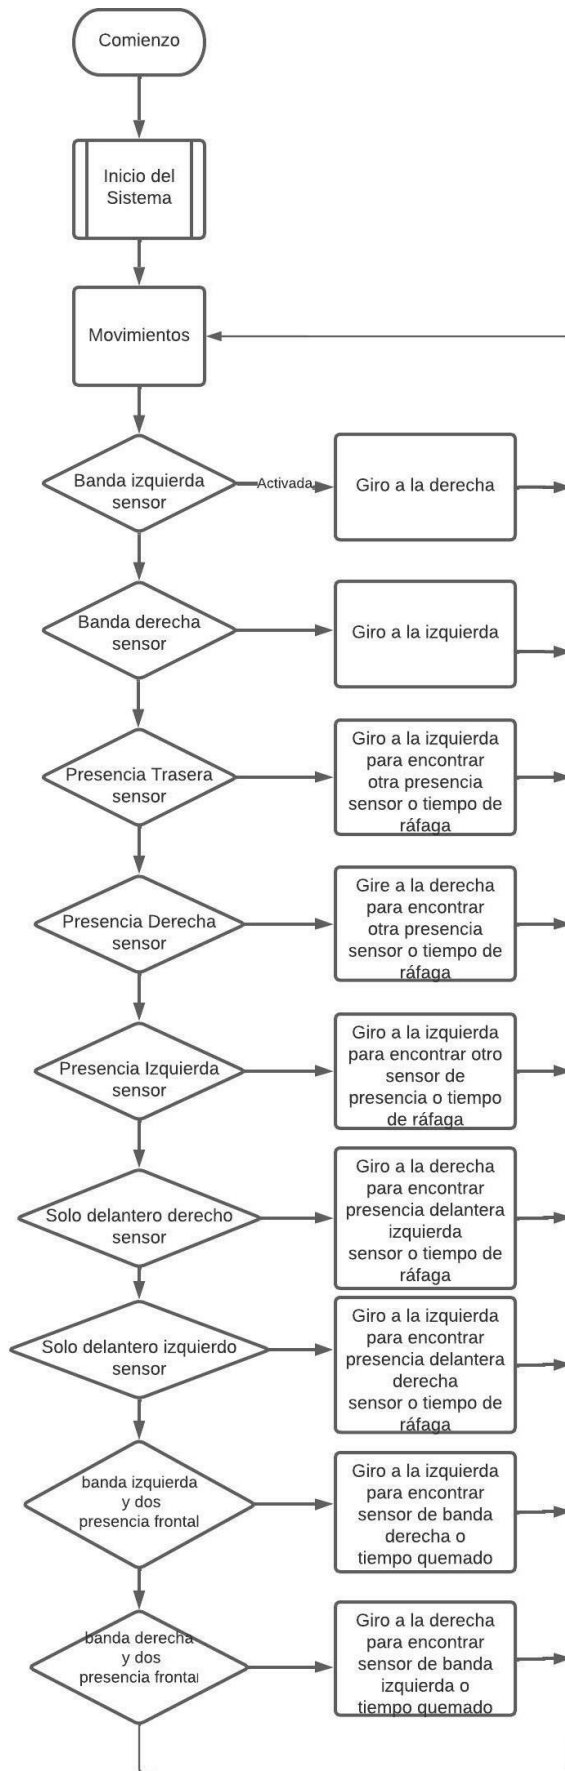 Comienzo
Inicio del
Sistema
Movimientos
Banda izquierda
sensor
Activada
Giro a la derecha
Banda derecha
sensor
Giro a la izquierda
Presencia Trasera
sensor
Giro a la izquierda
para encontrar
otra presencia
sensor o tiempo de
ráfaga
Presencia Derecha
sensor
Gire a la derecha
para encontrar
otra presencia
sensor o tiempo de
ráfaga
Presencia Izquierda
sensor
Giro a la izquierda
para encontrar otro
sensor de
presencia o tiempo
de ráfaga
Solo delantero derecho
sensor
Giro a la derecha
para encontrar
presencia delantera
izquierda
sensor o tiempo de
ráfaga
Solo delantero izquierdo
sensor
Giro a la izquierda
para encontrar
presencia delantera
derecha
sensor o tiempo de
ráfaga
banda izquierda
y dos
presencia frontal
Giro a la izquierda
para encontrar
sensor de banda
derecha o
tiempo quemado
banda derecha
y dos
presencia frontal
Giro a la derecha
para encontrar
sensor de banda
izquierda o
tiempo quemado